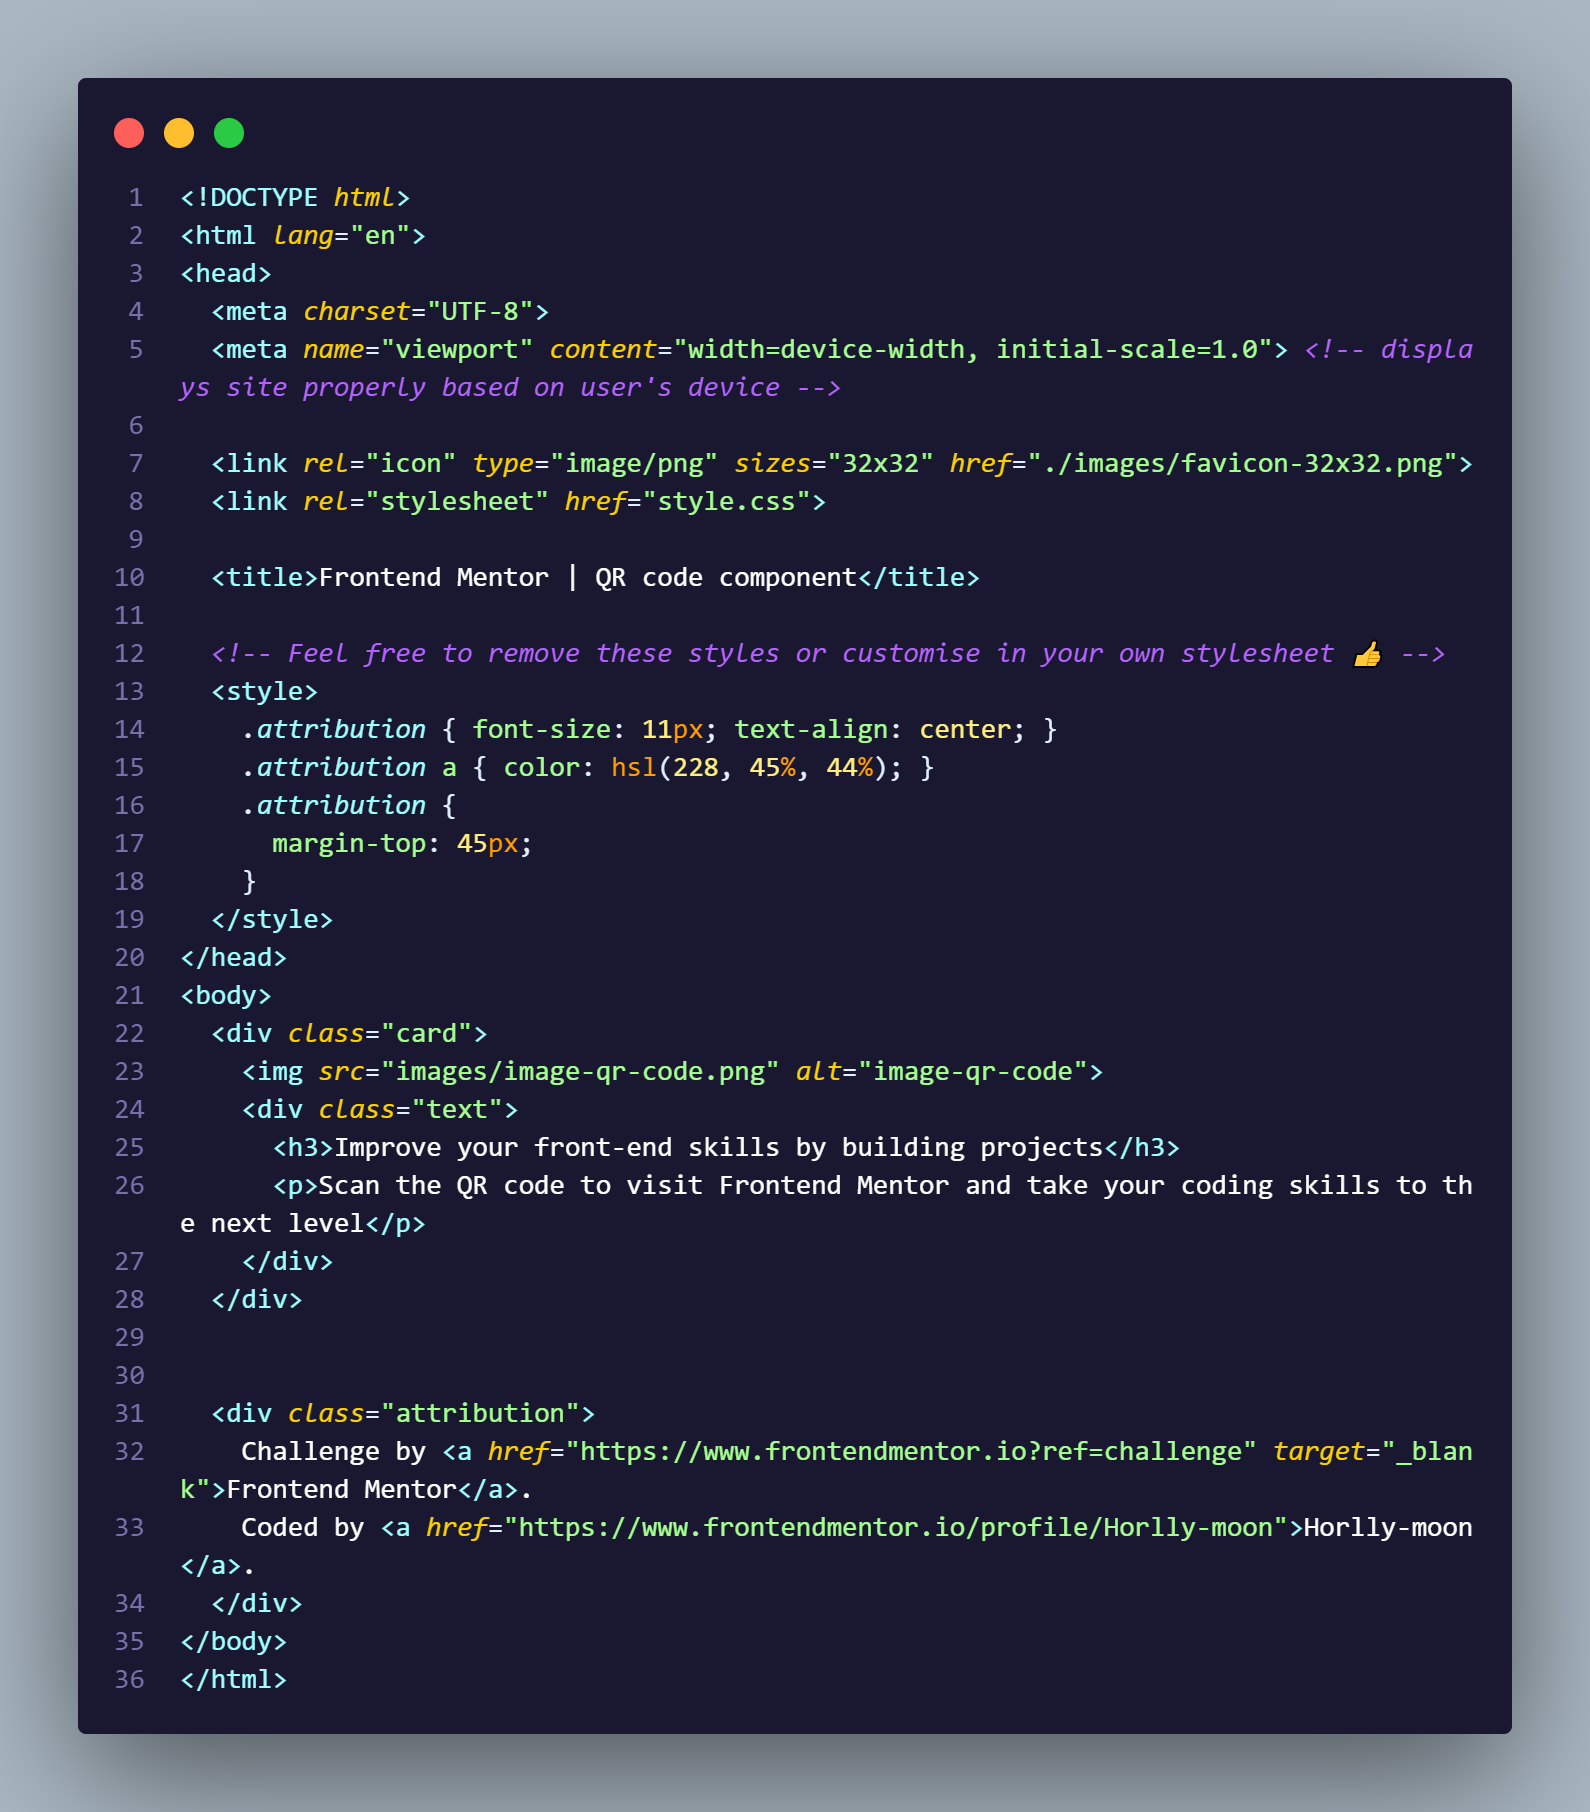 1 <!DOCTYPE html>
2 <html lang="en">
3 <head>
4   <meta charset="UTF-8">
5   <meta name="viewport" content="width=device-width, initial-scale=1.0"> <!-- displa
ys site properly based on user's device -->
6
7   <link rel="icon" type="image/png" sizes="32x32" href="./images/favicon-32x32.png">
8   <link rel="stylesheet" href="style.css">
9
10   <title>Frontend Mentor | QR code component</title>
11
12   <!-- Feel free to remove these styles or customise in your own stylesheet 👍 -->
13   <style>
14     .attribution { font-size: 11px; text-align: center; }
15     .attribution a { color: hsl(228, 45%, 44%); }
16     .attribution {
17       margin-top: 45px;
18     }
19   </style>
20 </head>
21 <body>
22   <div class="card">
23     <img src="images/image-qr-code.png" alt="image-qr-code">
24     <div class="text">
25       <h3>Improve your front-end skills by building projects</h3>
26       <p>Scan the QR code to visit Frontend Mentor and take your coding skills to th
e next level</p>
27     </div>
28   </div>
29
30
31   <div class="attribution">
32     Challenge by <a href="https://www.frontendmentor.io?ref=challenge" target="_blan
k">Frontend Mentor</a>.
33     Coded by <a href="https://www.frontendmentor.io/profile/Horlly-moon">Horlly-moon
</a>.
34   </div>
35 </body>
36 </html>